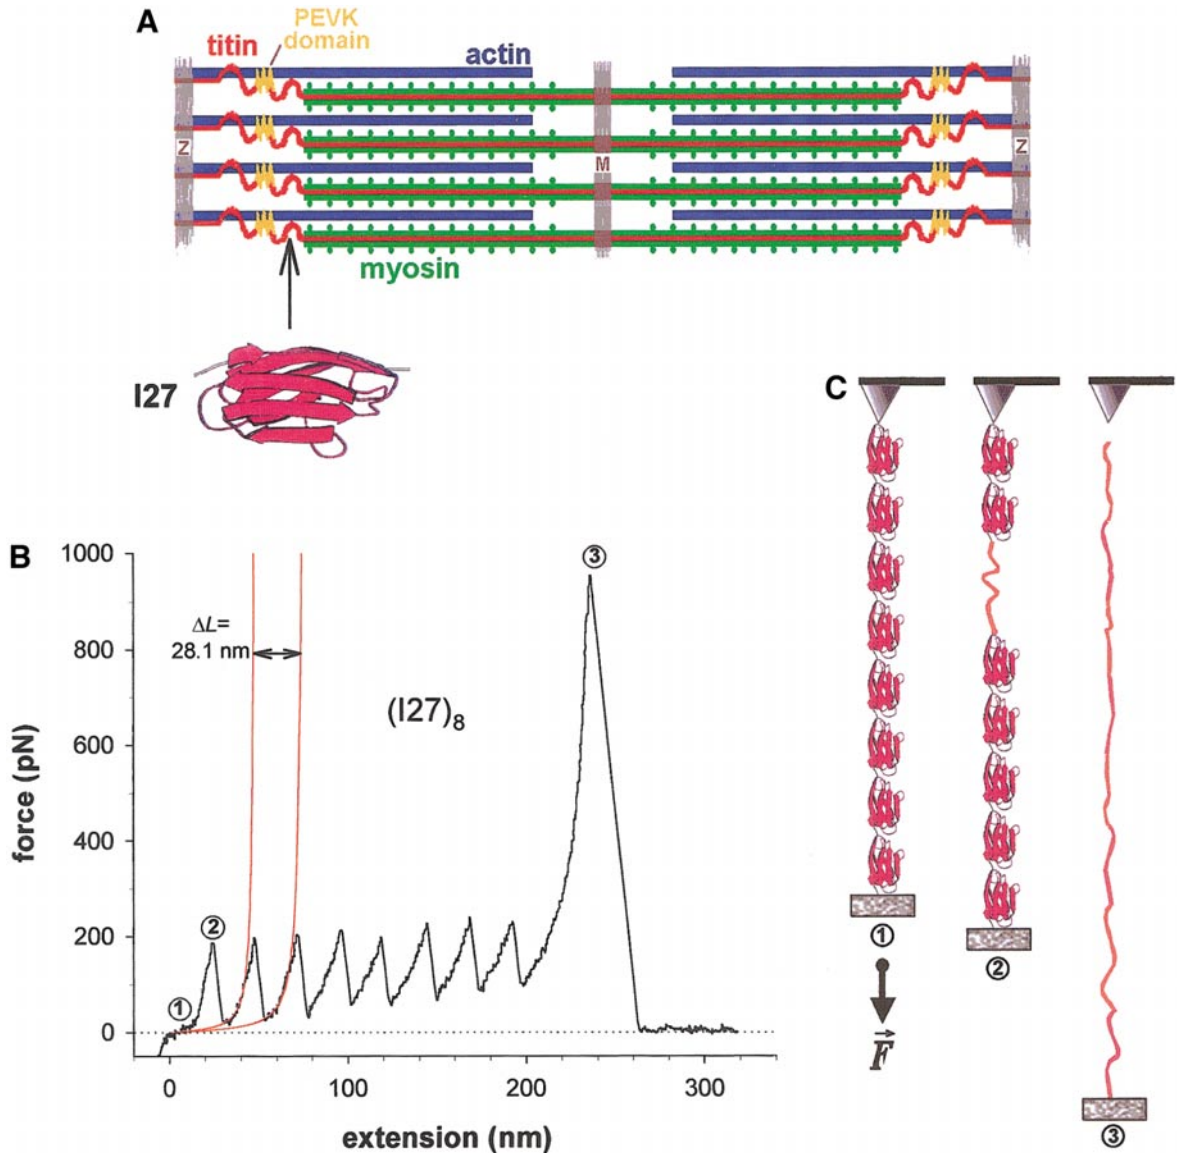 A
PEVK
domain
titin
actin
Z
M
Z
myosin
I27
B
1000
800
600
400
200
0
force (pN)
ΔL=
28.1 nm
(I27)8
①
②
③
0
100
200
300
extension (nm)
C
①
F
②
③